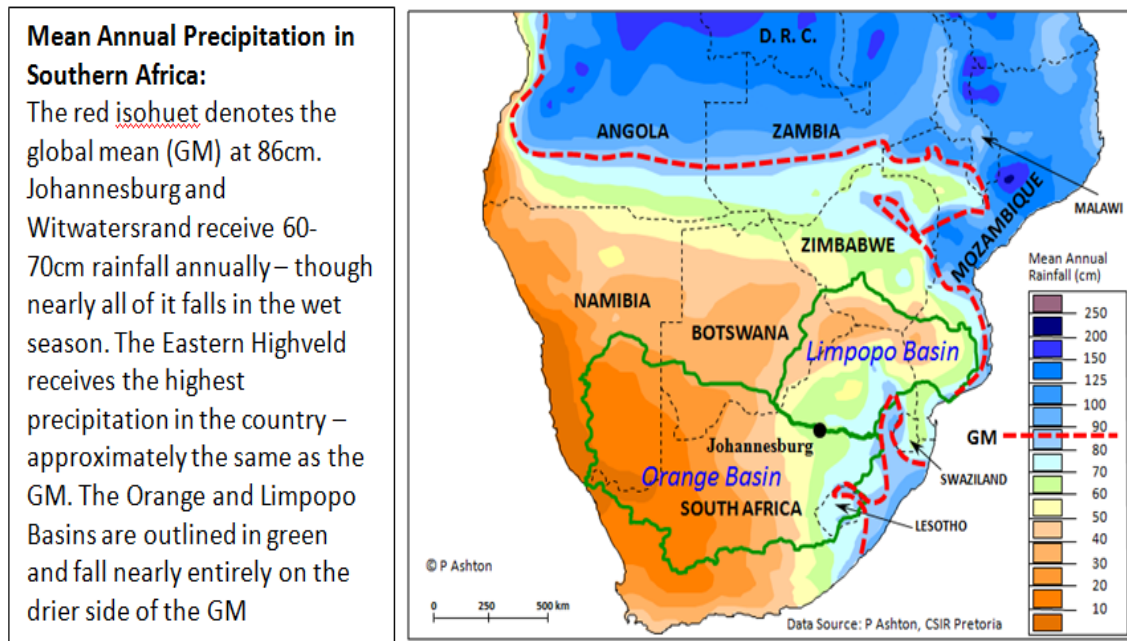 Mean Annual Precipitation in
Southern Africa:
The red isohuet denotes the
global mean (GM) at 86cm.
Johannesburg and
Witwatersrand receive 60-
70cm rainfall annually – though
nearly all of it falls in the wet
season. The Eastern Highveld
receives the highest
precipitation in the country –
approximately the same as the
GM. The Orange and Limpopo
Basins are outlined in green
and fall nearly entirely on the
drier side of the GM
D. R. C.
ANGOLA
ZAMBIA
MALAWI
MOZAMBIQUE
ZIMBABWE
NAMIBIA
BOTSWANA
Limpopo Basin
Johannesburg
Orange Basin
SOUTH AFRICA
SWAZILAND
LESOTHO
© P Ashton
0 250 500 km
Data Source: P Ashton, CSIR Pretoria
Mean Annual
Rainfall (cm)
250
200
150
125
100
90
GM
80
70
60
50
40
30
20
10